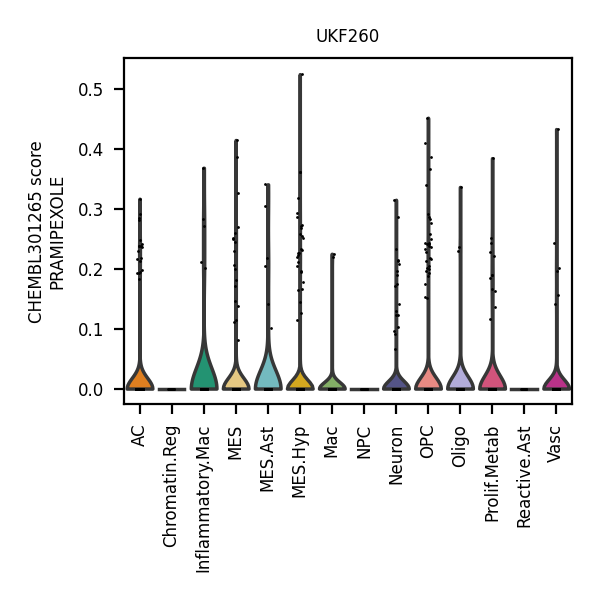 UKF260
CHEMBL301265 score
PRAMIPEXOLE
0.5
0.4
0.3
0.2
0.1
0.0
AC
Chromatin.Reg
Inflammatory.Mac
MES
MES.Ast
MES.Hyp
Mac
NPC
Neuron
OPC
Oligo
Prolif.Metab
Reactive.Ast
Vasc